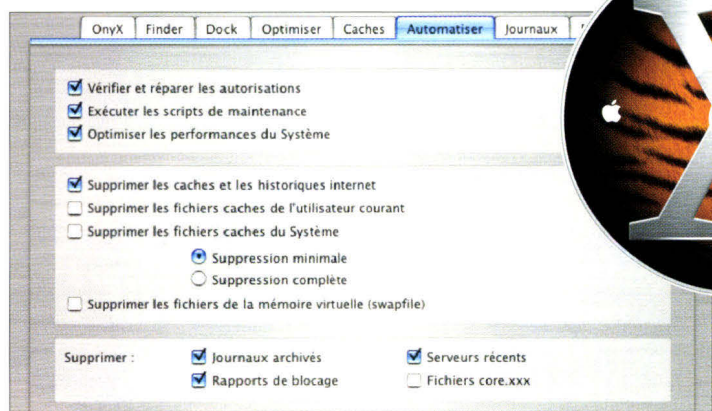 OnyX Finder Dock Optimiser Caches Automatiser Journaux
Vérifier et réparer les autorisations
Exécuter les scripts de maintenance
Optimiser les performances du Système
Supprimer les caches et les historiques internet
Supprimer les fichiers caches de l'utilisateur courant
Supprimer les fichiers caches du Système
Suppression minimale
Suppression complète
Supprimer les fichiers de la mémoire virtuelle (swapfile)
Supprimer : Journaux archivés Serveurs récents
Rapports de blocage Fichiers core.xxx